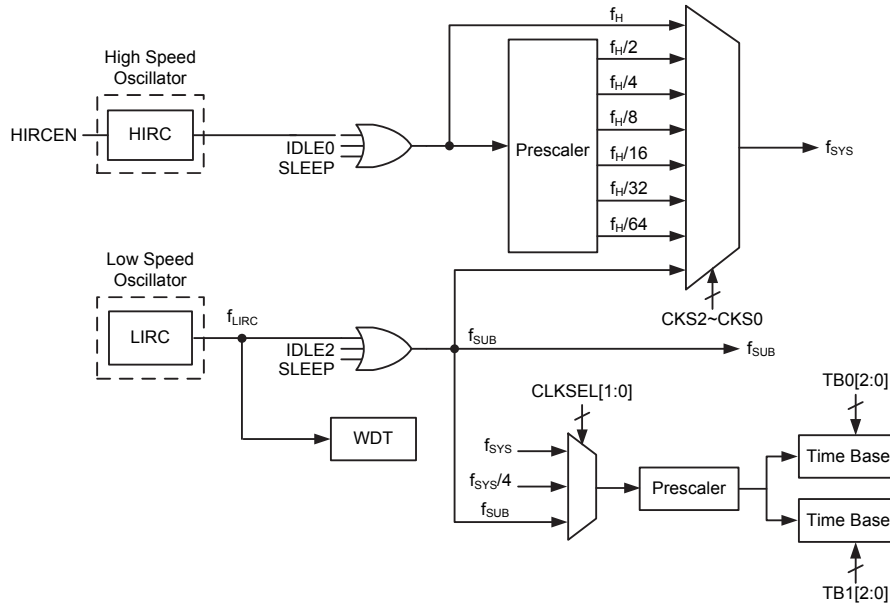 High Speed
Oscillator
HIRCEN
HIRC
IDLE0
SLEEP
Prescaler
fH
fH/2
fH/4
fH/8
fH/16
fH/32
fH/64
fSYS
CKS2~CKS0
Low Speed
Oscillator
LIRC
fLIRC
IDLE2
SLEEP
fSUB
fSUB
WDT
CLKSEL[1:0]
fSYS
fSYS/4
fSUB
Prescaler
TB0[2:0]
Time Base
Time Base
TB1[2:0]